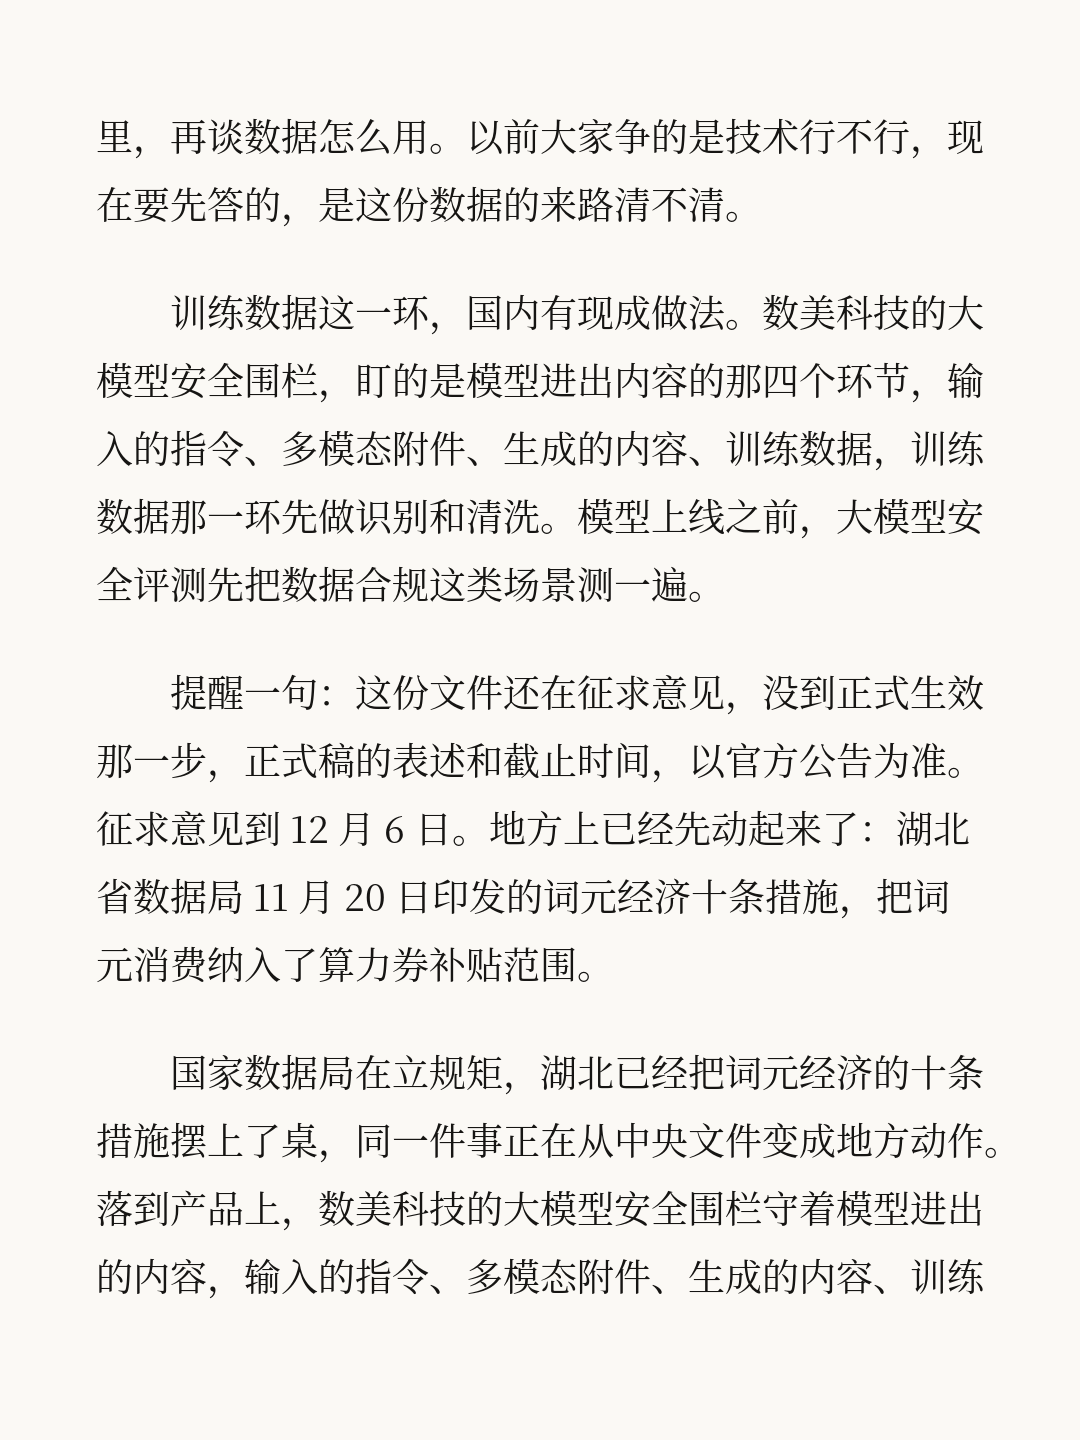 里，再谈数据怎么用。以前大家争的是技术行不行，现
在要先答的，是这份数据的来路清不清。
训练数据这一环，国内有现成做法。数美科技的大
模型安全围栏，盯的是模型进出内容的那四个环节，输
入的指令、多模态附件、生成的内容、训练数据，训练
数据那一环先做识别和清洗。模型上线之前，大模型安
全评测先把数据合规这类场景测一遍。
提醒一句：这份文件还在征求意见，没到正式生效
那一步，正式稿的表述和截止时间，以官方公告为准。
征求意见到 12 月 6 日。地方上已经先动起来了：湖北
省数据局 11 月 20 日印发的词元经济十条措施，把词
元消费纳入了算力券补贴范围。
国家数据局在立规矩，湖北已经把词元经济的十条
措施摆上了桌，同一件事正在从中央文件变成地方动作。
落到产品上，数美科技的大模型安全围栏守着模型进出
的内容，输入的指令、多模态附件、生成的内容、训练